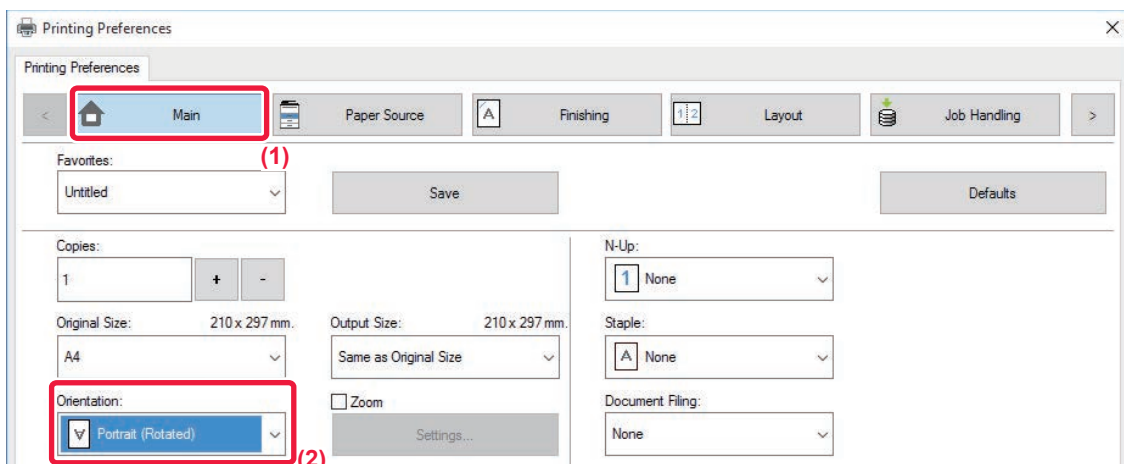 Printing Preferences
Printing Preferences
< Main Paper Source Finishing Layout Job Handling >
(1)
Favorites:
Untitled Save Defaults
Copies: N-Up:
1 + - 1 None
Original Size: 210 x 297 mm. Output Size: 210 x 297 mm. Staple:
A4 Same as Original Size A None
Orientation: Zoom Document Filing:
A Portrait (Rotated) Settings... None
(2)